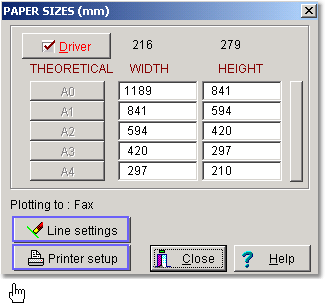 PAPER SIZES (mm)
Driver 216 279
THEORETICAL WIDTH HEIGHT
A0 1189 841
A1 841 594
A2 594 420
A3 420 297
A4 297 210
Plotting to : Fax
Line settings
Printer setup Close ? Help